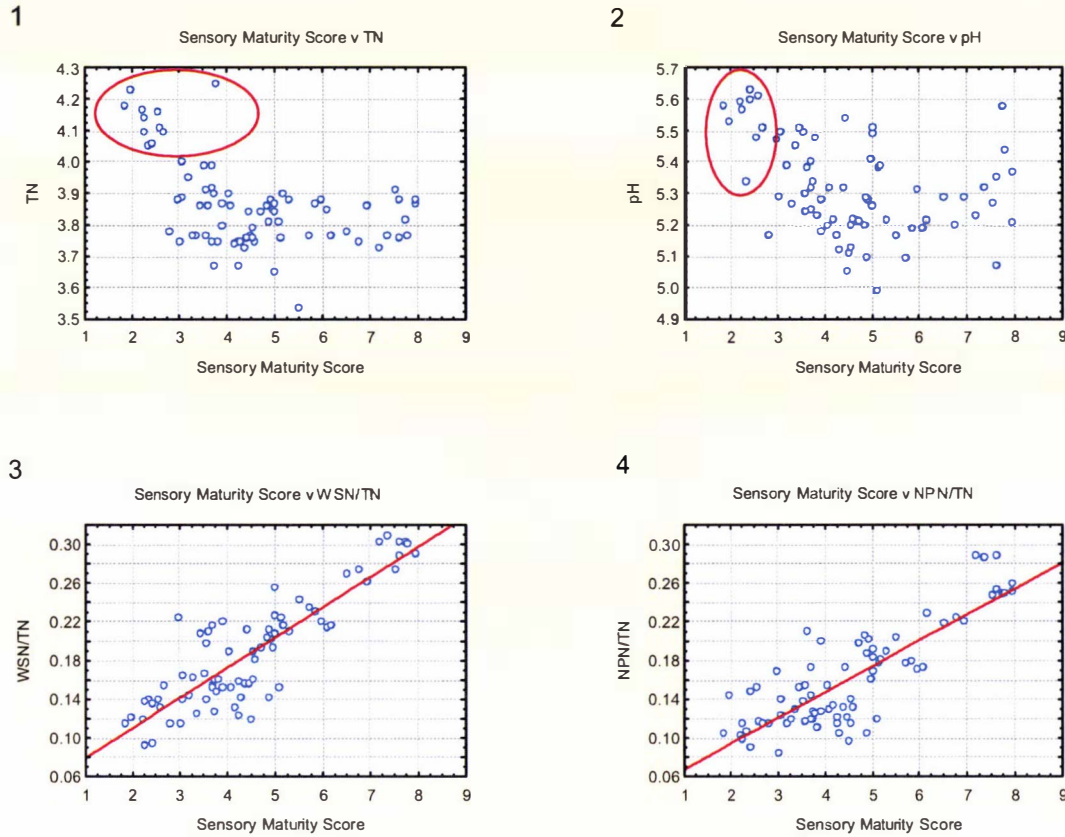 1
Sensory Maturity Score v TN
4.3
4.2
4.1
4.0
3.9
3.8
3.7
3.6
3.5
TN
1 2 3 4 5 6 7 8 9
Sensory Maturity Score
2
Sensory Maturity Score v pH
5.7
5.6
5.5
5.4
5.3
5.2
5.1
5.0
4.9
pH
1 2 3 4 5 6 7 8 9
Sensory Maturity Score
3
Sensory Maturity Score v WSN/TN
0.30
0.26
0.22
0.18
0.14
0.10
0.06
WSN/TN
1 2 3 4 5 6 7 8 9
Sensory Maturity Score
4
Sensory Maturity Score v NPN/TN
0.30
0.26
0.22
0.18
0.14
0.10
0.06
NPN/TN
1 2 3 4 5 6 7 8 9
Sensory Maturity Score